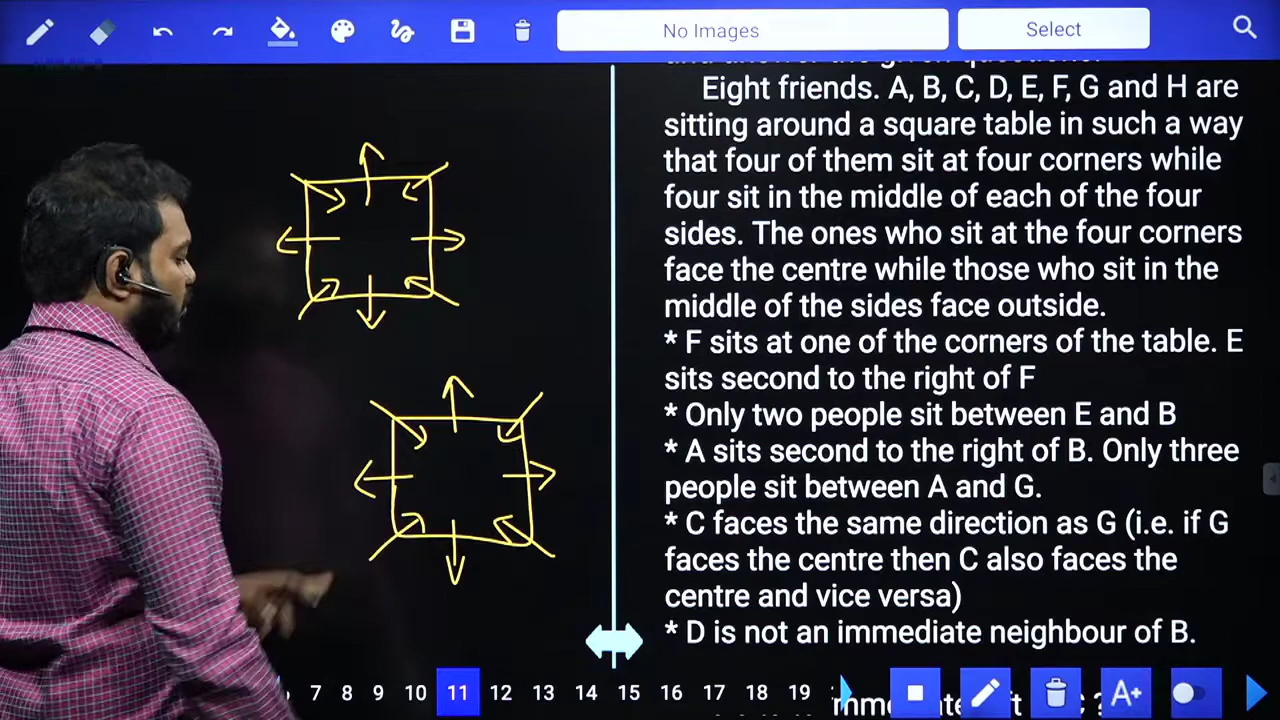 No Images
Select
and answer the given questions.
Eight friends. A, B, C, D, E, F, G and H are
sitting around a square table in such a way
that four of them sit at four corners while
four sit in the middle of each of the four
sides. The ones who sit at the four corners
face the centre while those who sit in the
middle of the sides face outside.
* F sits at one of the corners of the table. E
sits second to the right of F
* Only two people sit between E and B
* A sits second to the right of B. Only three
people sit between A and G.
* C faces the same direction as G (i.e. if G
faces the centre then C also faces the
centre and vice versa)
* D is not an immediate neighbour of B.
7 8 9 10 11 12 13 14 15 16 17 18 19
A+